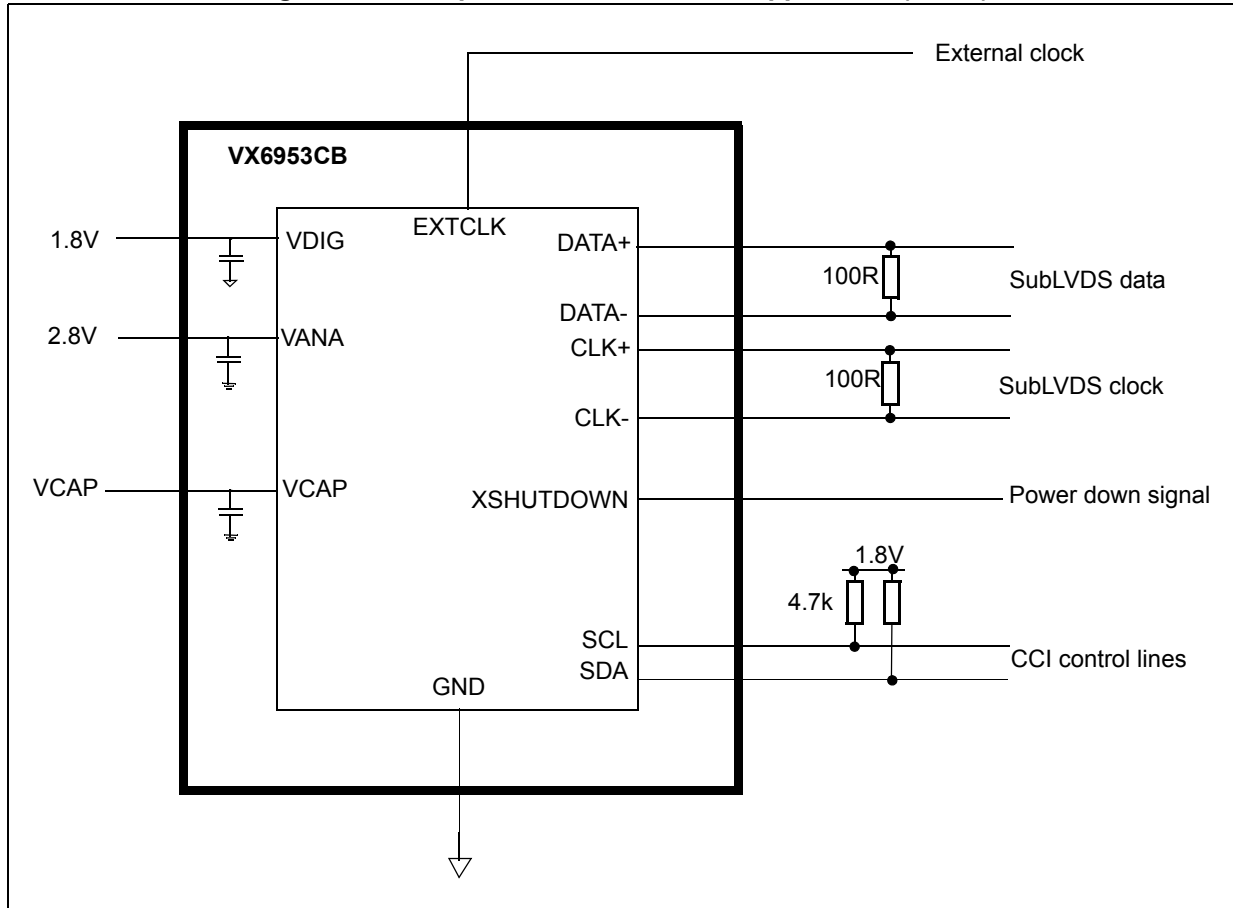 External clock
VX6953CB
EXTCLK
1.8V
VDIG
DATA+
100R
SubLVDS data
DATA-
2.8V
VANA
CLK+
100R
SubLVDS clock
CLK-
VCAP
VCAP
XSHUTDOWN
Power down signal
1.8V
4.7k
SCL
CCI control lines
SDA
GND